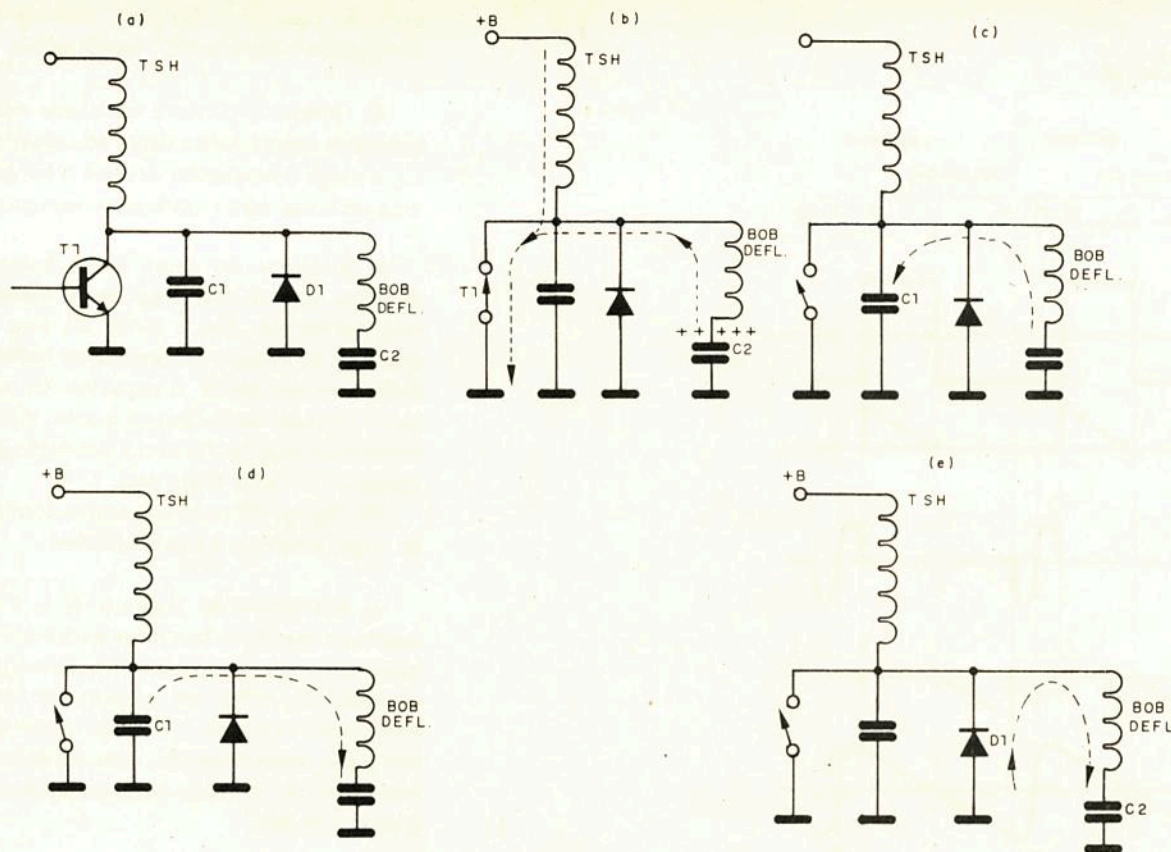 (a)
TSH
T1
C1
D1
BOB
DEFL.
C2
+B
(b)
TSH
T1
BOB
DEFL.
+ + + + +
C2
(c)
TSH
C1
BOB
DEFL.
+B
(d)
TSH
C1
BOB
DEFL.
+B
(e)
TSH
D1
BOB
DEFL
C2